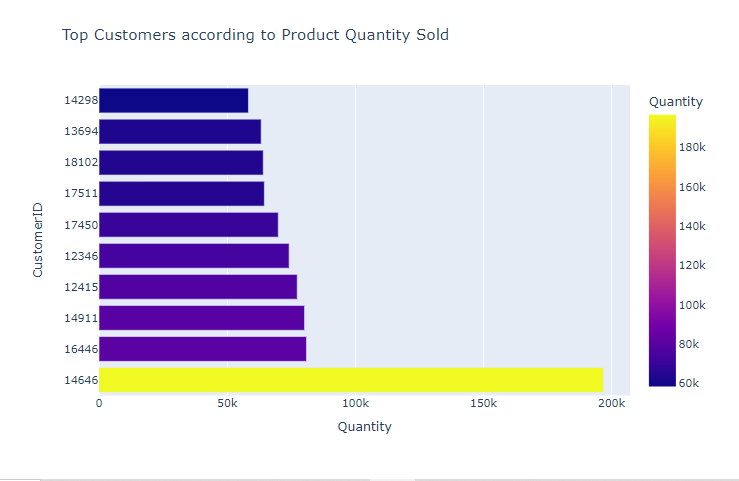 Top Customers according to Product Quantity Sold
Quantity
14298
13694
18102
17511
17450
12346
12415
14911
16446
14646
CustomerID
0 50k 100k 150k 200k
Quantity
180k
160k
140k
120k
100k
80k
60k